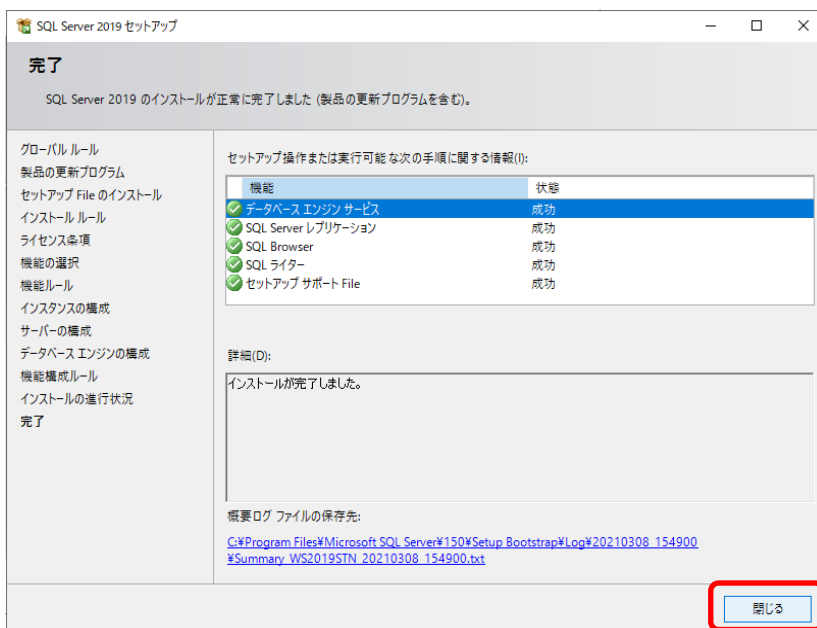 SQL Server 2019 セットアップ
完了
SQL Server 2019 のインストールが正常に完了しました (製品の更新プログラムを含む)。
グローバル ルール
製品の更新プログラム
セットアップ File のインストール
インストール ルール
ライセンス条項
機能の選択
機能ルール
インスタンスの構成
サーバーの構成
データベース エンジンの構成
機能構成ルール
インストールの進行状況
完了
セットアップ操作または実行可能な次の手順に関する情報(I):
機能 状態
データベース エンジン サービス 成功
SQL Server レプリケーション 成功
SQL Browser 成功
SQL ライター 成功
セットアップ サポート File 成功
詳細(D):
インストールが完了しました。
概要ログ ファイルの保存先:
C:¥Program Files¥Microsoft SQL Server¥150¥Setup Bootstrap¥Log¥20210308_154900
¥Summary_WS2019STN_20210308_154900.txt
閉じる